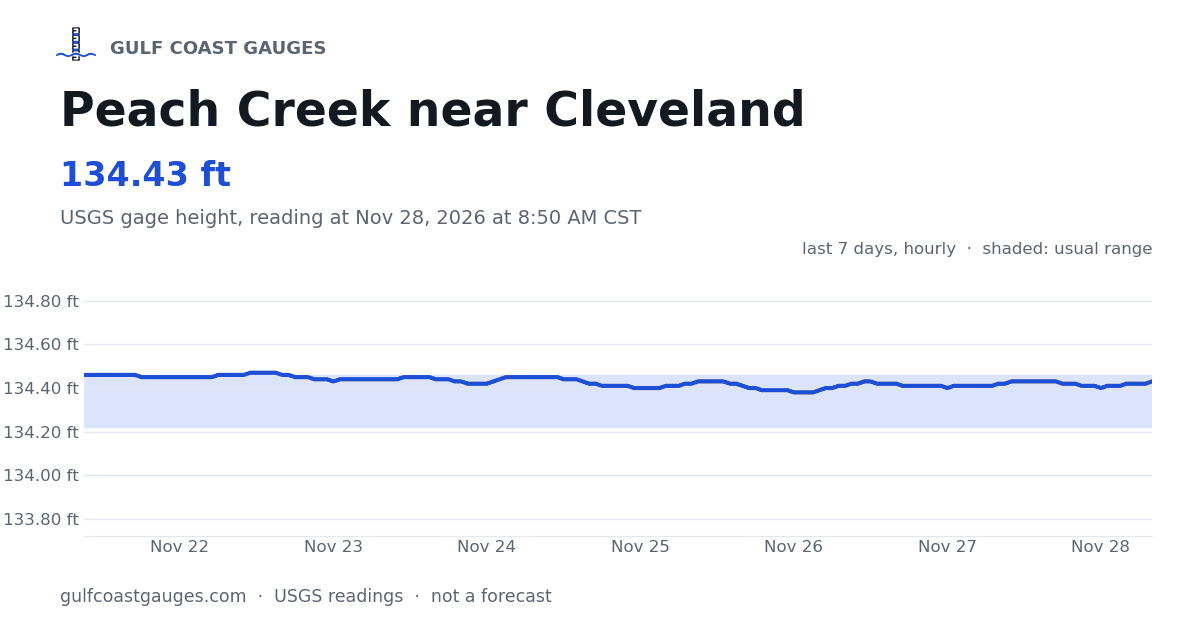 GULF COAST GAUGES
Peach Creek near Cleveland
134.43 ft
USGS gage height, reading at Nov 28, 2026 at 8:50 AM CST
last 7 days, hourly · shaded: usual range
134.80 ft
134.60 ft
134.40 ft
134.20 ft
134.00 ft
133.80 ft
Nov 22 Nov 23 Nov 24 Nov 25 Nov 26 Nov 27 Nov 28
gulfcoastgauges.com · USGS readings · not a forecast